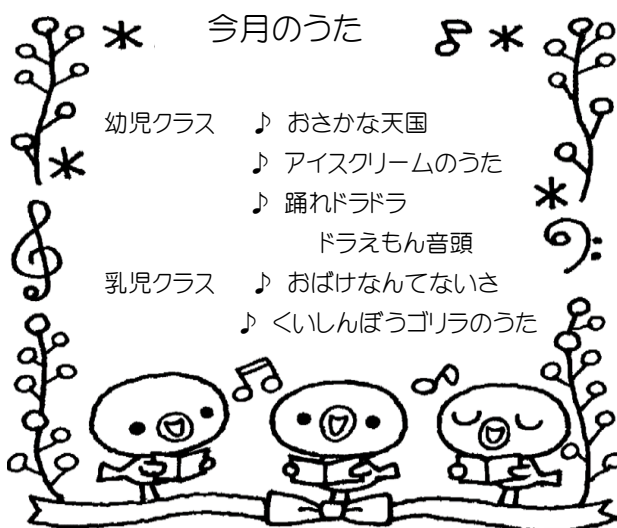 今月のうた
幼児クラス ♪ おさかな天国
♪ アイスクリームのうた
♪ 踊れドラドラ
ドラえもん音頭
乳児クラス ♪ おばけなんてないさ
♪ くいしんぼうゴリラのうた